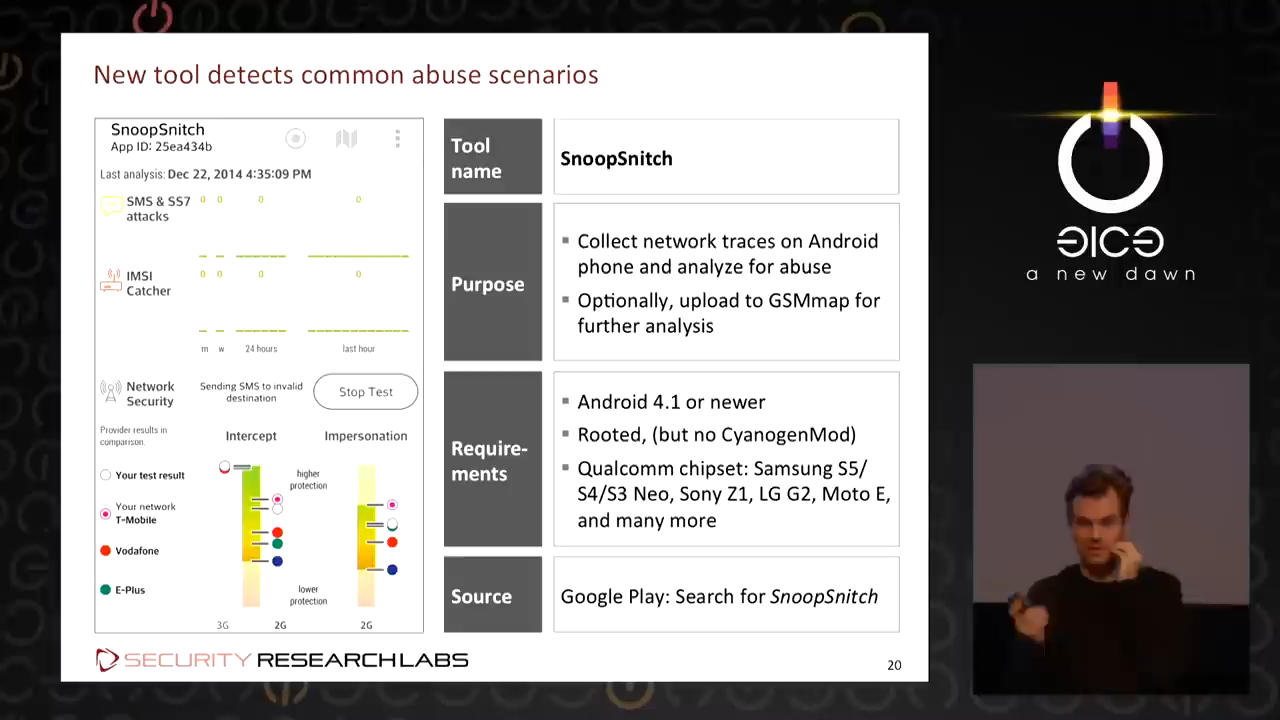 New tool detects common abuse scenarios
SnoopSnitch
App ID: 25ea434b
Last analysis: Dec 22, 2014 4:35:09 PM
SMS & SS7
attacks
0 0 0 0
IMSI
Catcher
0 0 0 0
m w 24 hours last hour
Network
Security
Sending SMS to invalid
destination
Stop Test
Provider results in
comparison.
Intercept
Impersonation
higher
protection
Your test result
Your network
T-Mobile
Vodafone
E-Plus
lower
protection
3G 2G 2G
Tool
name
SnoopSnitch
Purpose
▪ Collect network traces on Android
phone and analyze for abuse
▪ Optionally, upload to GSMmap for
further analysis
Require-
ments
▪ Android 4.1 or newer
▪ Rooted, (but no CyanogenMod)
▪ Qualcomm chipset: Samsung S5/
S4/S3 Neo, Sony Z1, LG G2, Moto E,
and many more
Source
Google Play: Search for SnoopSnitch
SECURITY RESEARCH LABS
20
a new dawn